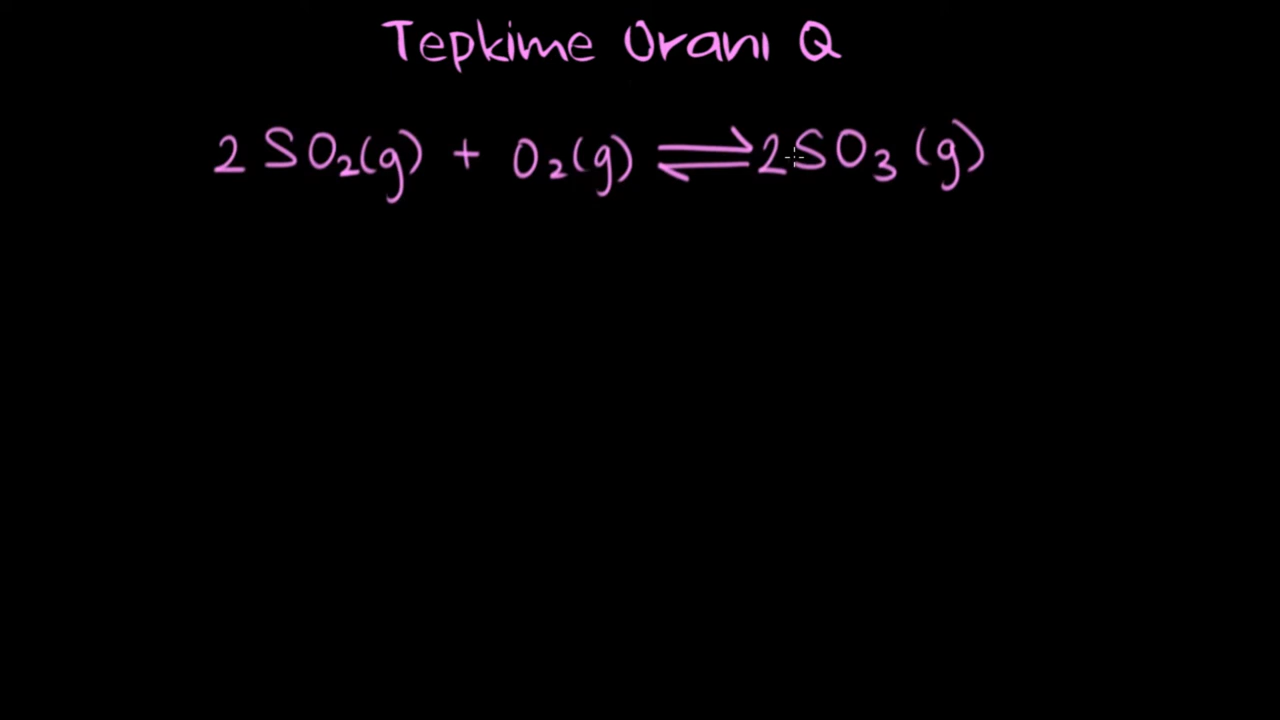 Tepkime Oranı Q
2 SO₂(g) + O₂(g) ⇌ 2SO₃ (g)